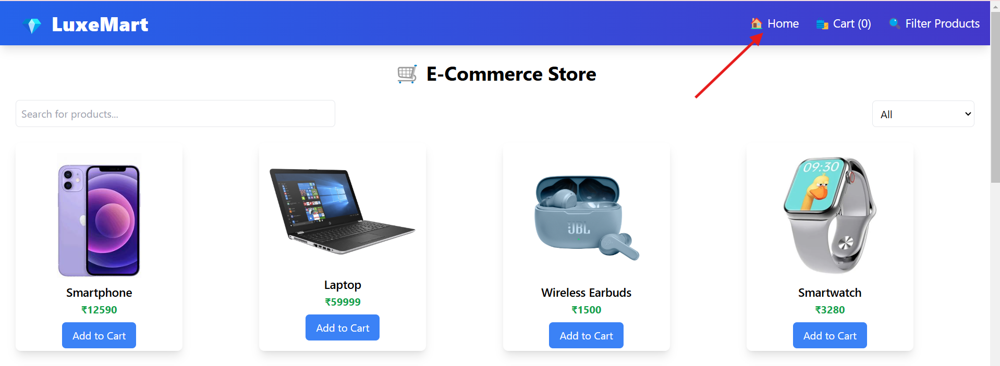 LuxeMart
Home
Cart (0)
Filter Products
E-Commerce Store
Search for products...
All
09:30
JBL
Smartphone
₹12590
Add to Cart
Laptop
₹59999
Add to Cart
Wireless Earbuds
₹1500
Add to Cart
Smartwatch
₹3280
Add to Cart